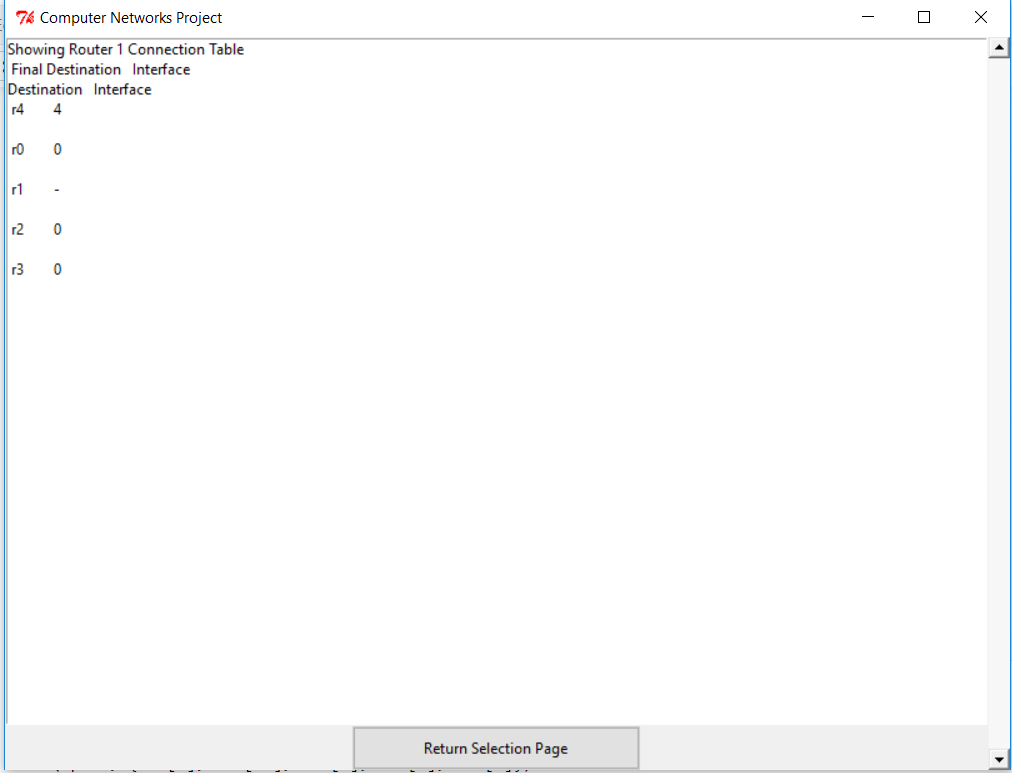 Computer Networks Project
Showing Router 1 Connection Table
Final Destination Interface
Destination Interface
r4 4
r0 0
r1 -
r2 0
r3 0
Return Selection Page